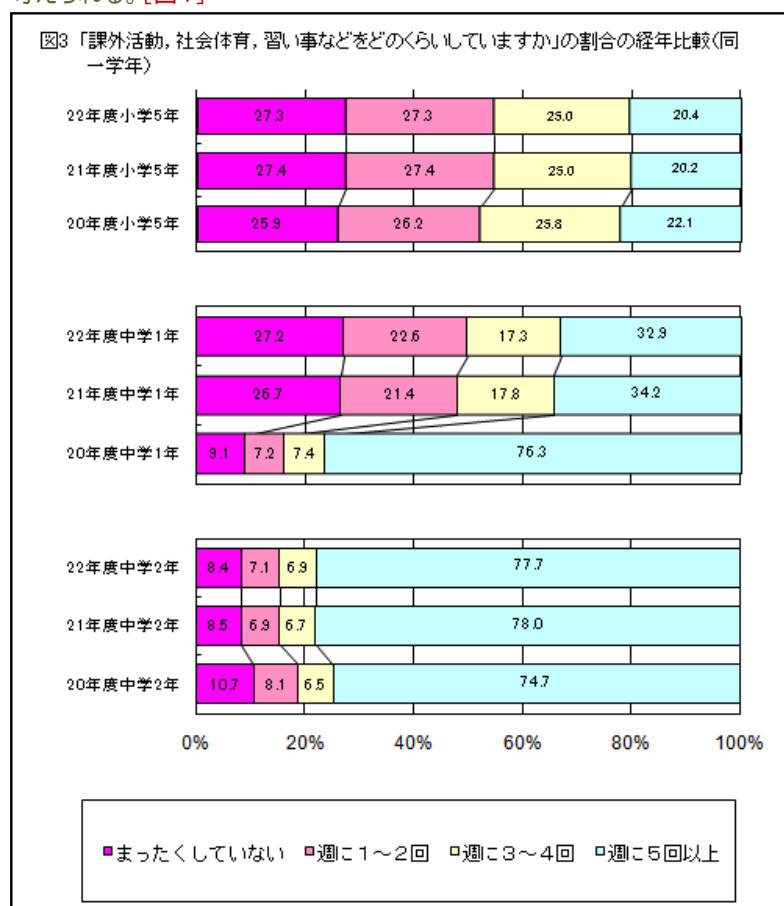 図3 「課外活動,社会体育,習い事などをどのくらいしていますか」の割合の経年比較(同
一学年)
22年度小学5年 27.3 27.3 25.0 20.4
21年度小学5年 27.4 27.4 25.0 20.2
20年度小学5年 25.9 26.2 25.8 22.1
22年度中学1年 27.2 22.6 17.3 32.9
21年度中学1年 26.7 21.4 17.8 34.2
20年度中学1年 9.1 7.2 7.4 76.3
22年度中学2年 8.4 7.1 6.9 77.7
21年度中学2年 8.5 6.9 6.7 78.0
20年度中学2年 10.7 8.1 6.5 74.7
0% 20% 40% 60% 80% 100%
まったくしていない 週に1~2回 週に3~4回 週に5回以上